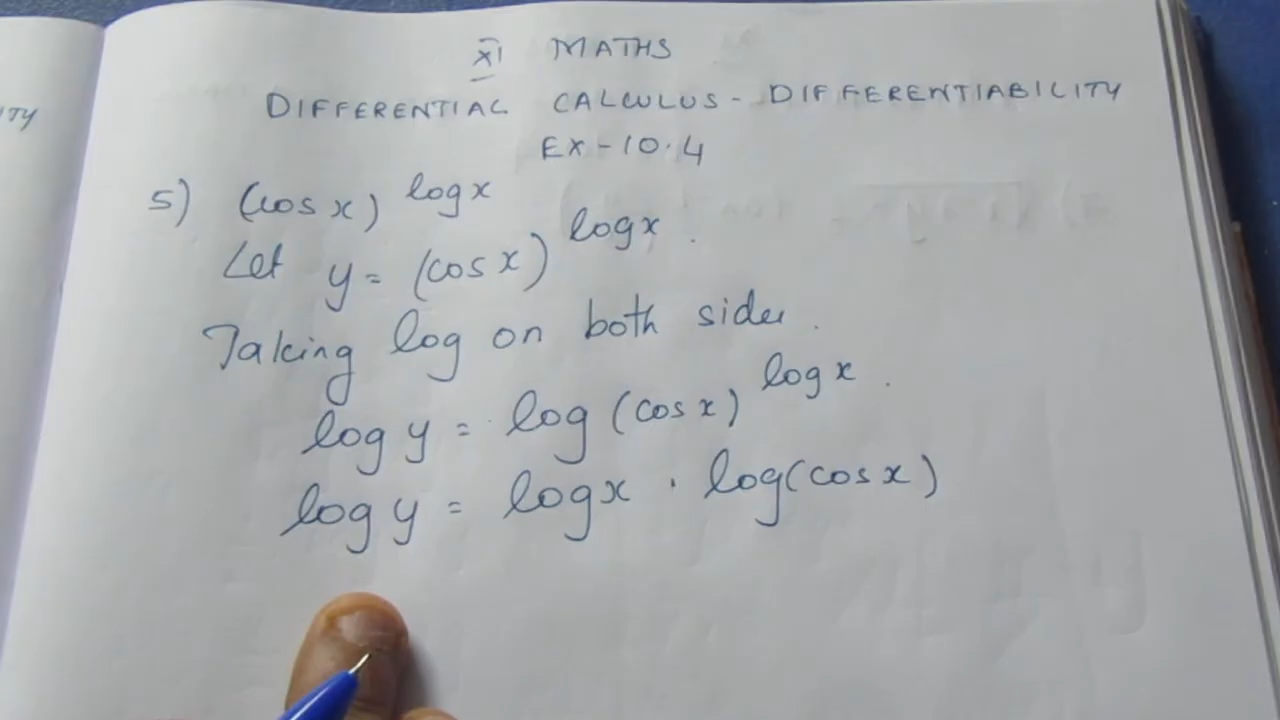 ITY
XI MATHS
DIFFERENTIAL CALCULUS - DIFFERENTIABILITY
EX-10.4
5) (cos x)^log x
Let y = (cos x)^log x.
Taking log on both sides.
log y = log (cos x)^log x.
log y = log x . log(cos x)